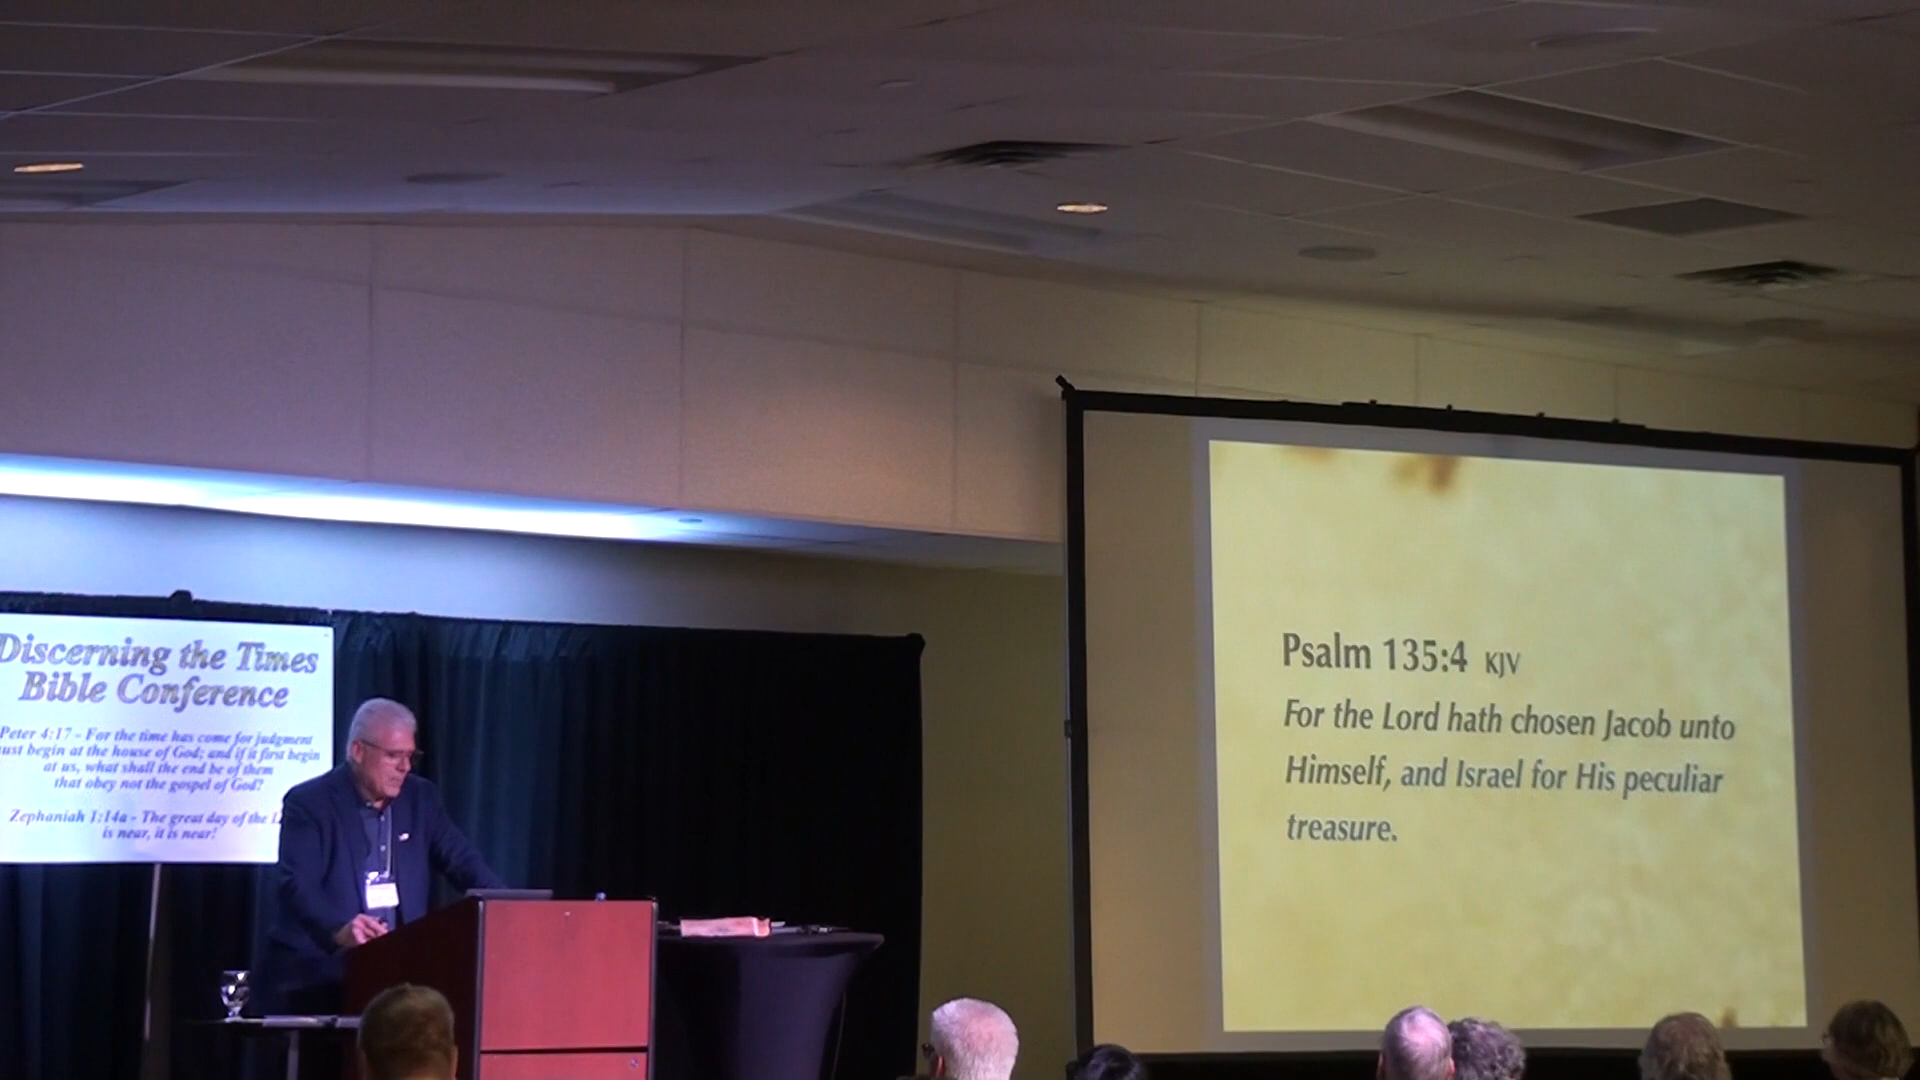 Discerning the Times
Bible Conference
Peter 4:17 - For the time has come for judgment
must begin at the house of God; and if it first begin
at us, what shall the end be of them
that obey not the gospel of God?
Zephaniah 1:14a - The great day of the
is near, it is near!
Psalm 135:4 KJV
For the Lord hath chosen Jacob unto
Himself, and Israel for His peculiar
treasure.